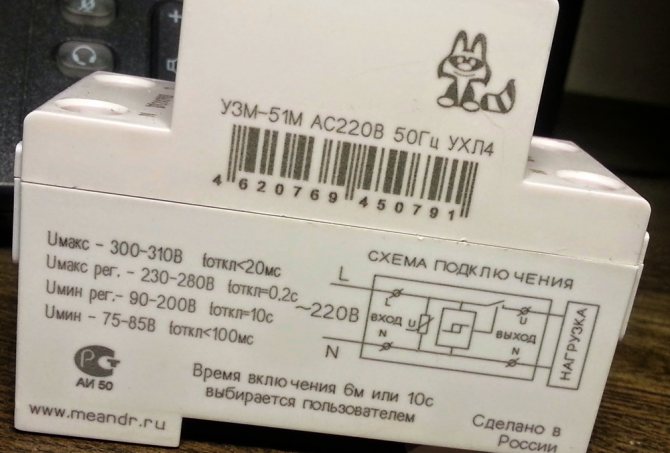 УЗМ-51М АС220В 50Гц УХЛ4
4 620769 450791
Uмакс - 300-310В tоткл<20мс
Uмакс рег. - 230-280В tоткл=0.2с
Uмин рег.- 90-200В tоткл=10с
Uмин - 75-85В tоткл<100мс
СХЕМА ПОДКЛЮЧЕНИЯ
L
~220В
N
L
ВХОД
N
U
U
ВЫХОД
N
НАГРУЗКА
РС
АИ 50
Время включения 6м или 10с
выбирается пользователем
www.meandr.ru
Сделано в
России